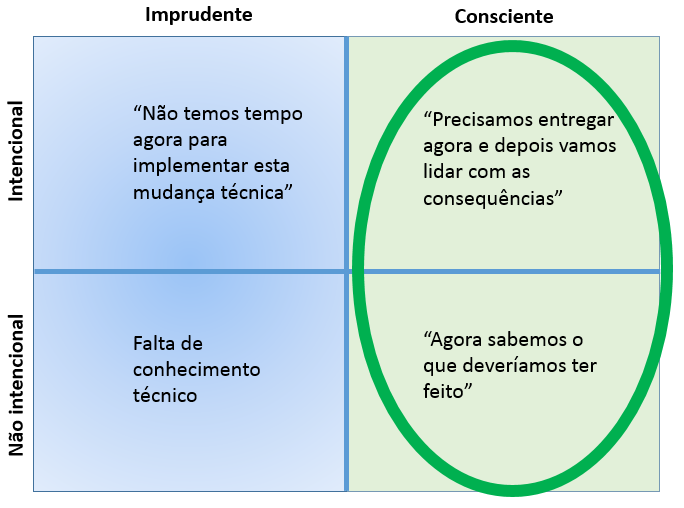 Imprudente
Consciente
Intencional
“Não temos tempo
agora para
implementar esta
mudança técnica”
“Precisamos entregar
agora e depois vamos
lidar com as
consequências”
Não intencional
Falta de
conhecimento
técnico
“Agora sabemos o
que deveríamos ter
feito”